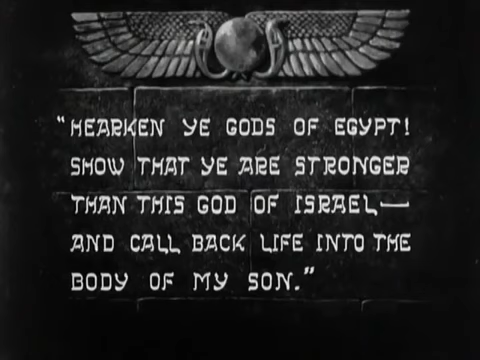 "HEARKEN YE GODS OF EGYPT!
SHOW THAT YE ARE STRONGER
THAN THIS GOD OF ISRAEL—
AND CALL BACK LIFE INTO THE
BODY OF MY SON."